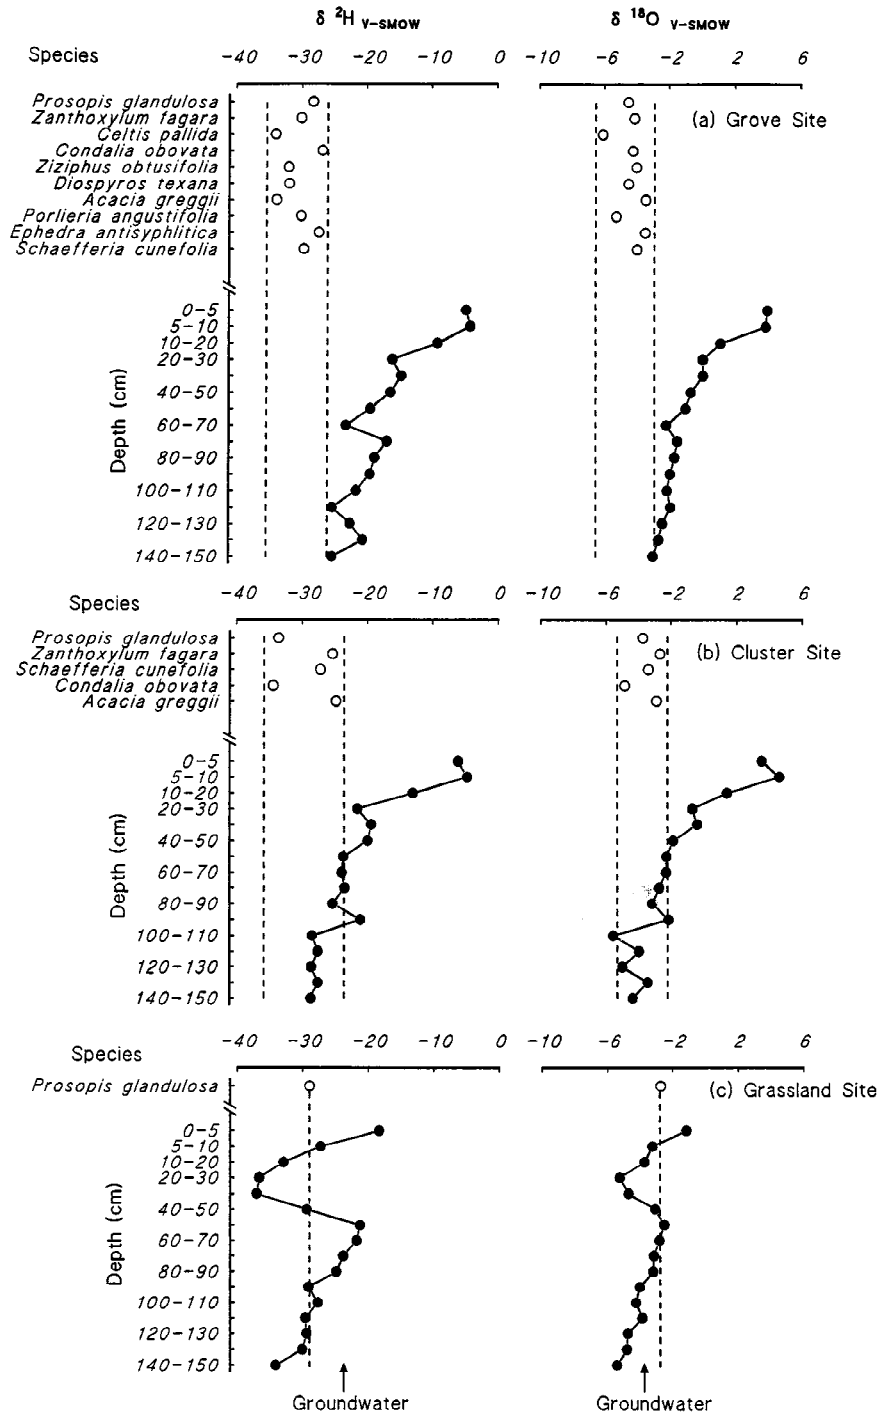 δ ²H V-SMOW δ ¹⁸O V-SMOW
Species -40 -30 -20 -10 0 -10 -6 -2 2 6
Prosopis glandulosa
(a) Grove Site
Zanthoxylum fagara
Celtis pallida
Condalia obovata
Ziziphus obtusifolia
Diospyros texana
Acacia greggii
Porlieria angustifolia
Ephedra antisyphlitica
Schaefferia cunefolia
Depth (cm)
0-5
5-10
10-20
20-30
40-50
60-70
80-90
100-110
120-130
140-150
-40 -30 -20 -10 0 -10 -6 -2 2 6
Species
Prosopis glandulosa
Zanthoxylum fagara
(b) Cluster Site
Schaefferia cunefolia
Condalia obovata
Acacia greggii
Depth (cm)
0-5
5-10
10-20
20-30
40-50
60-70
80-90
100-110
120-130
140-150
-40 -30 -20 -10 0 -10 -6 -2 2 6
Species
Prosopis glandulosa
(c) Grassland Site
Depth (cm)
0-5
5-10
10-20
20-30
40-50
60-70
80-90
100-110
120-130
140-150
Groundwater Groundwater